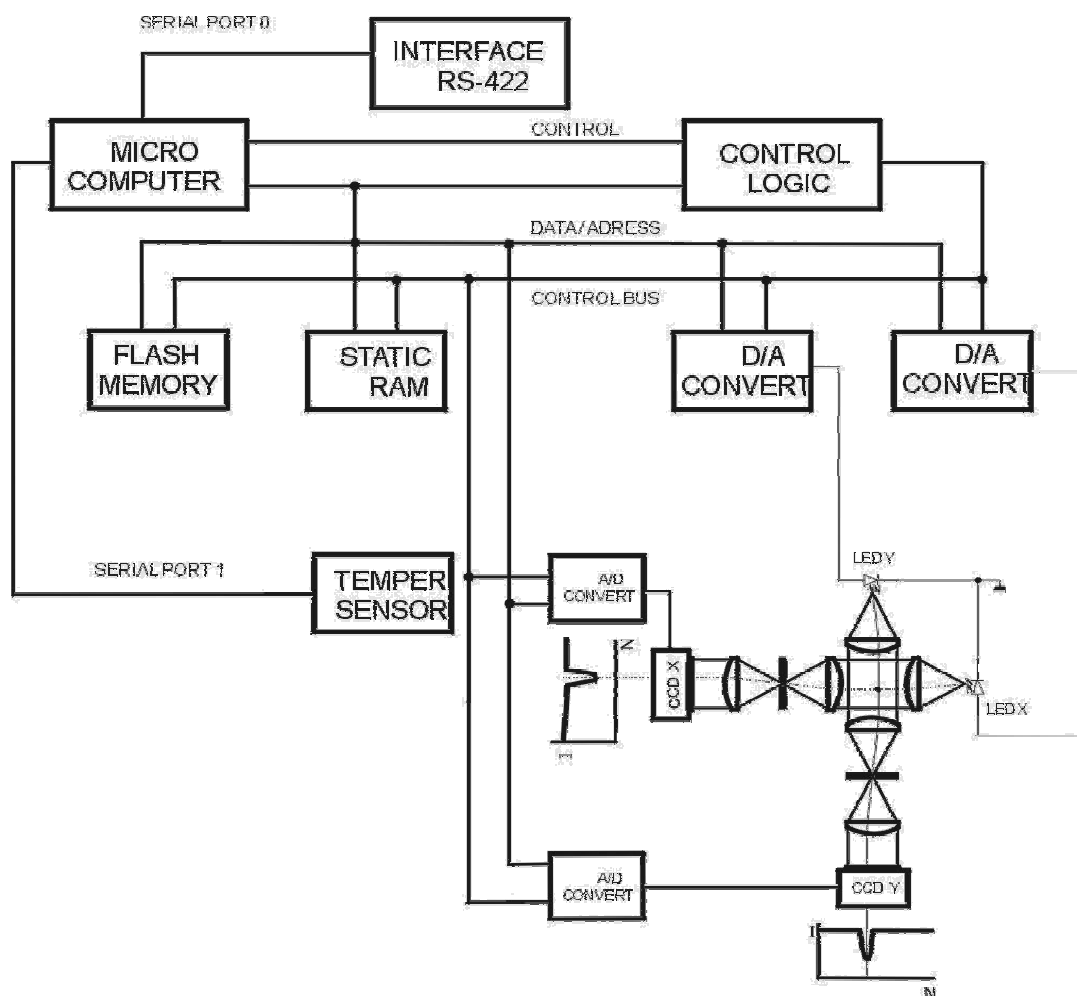 SERIAL PORT 0
INTERFACE
RS-422
MICRO
COMPUTER
CONTROL
CONTROL
LOGIC
DATA / ADRESS
CONTROL BUS
FLASH
MEMORY
STATIC
RAM
D/A
CONVERT
D/A
CONVERT
SERIAL PORT 1
TEMPER
SENSOR
A/D
CONVERT
LED Y
N
CCD X
LED X
I
A/D
CONVERT
CCD Y
I
N